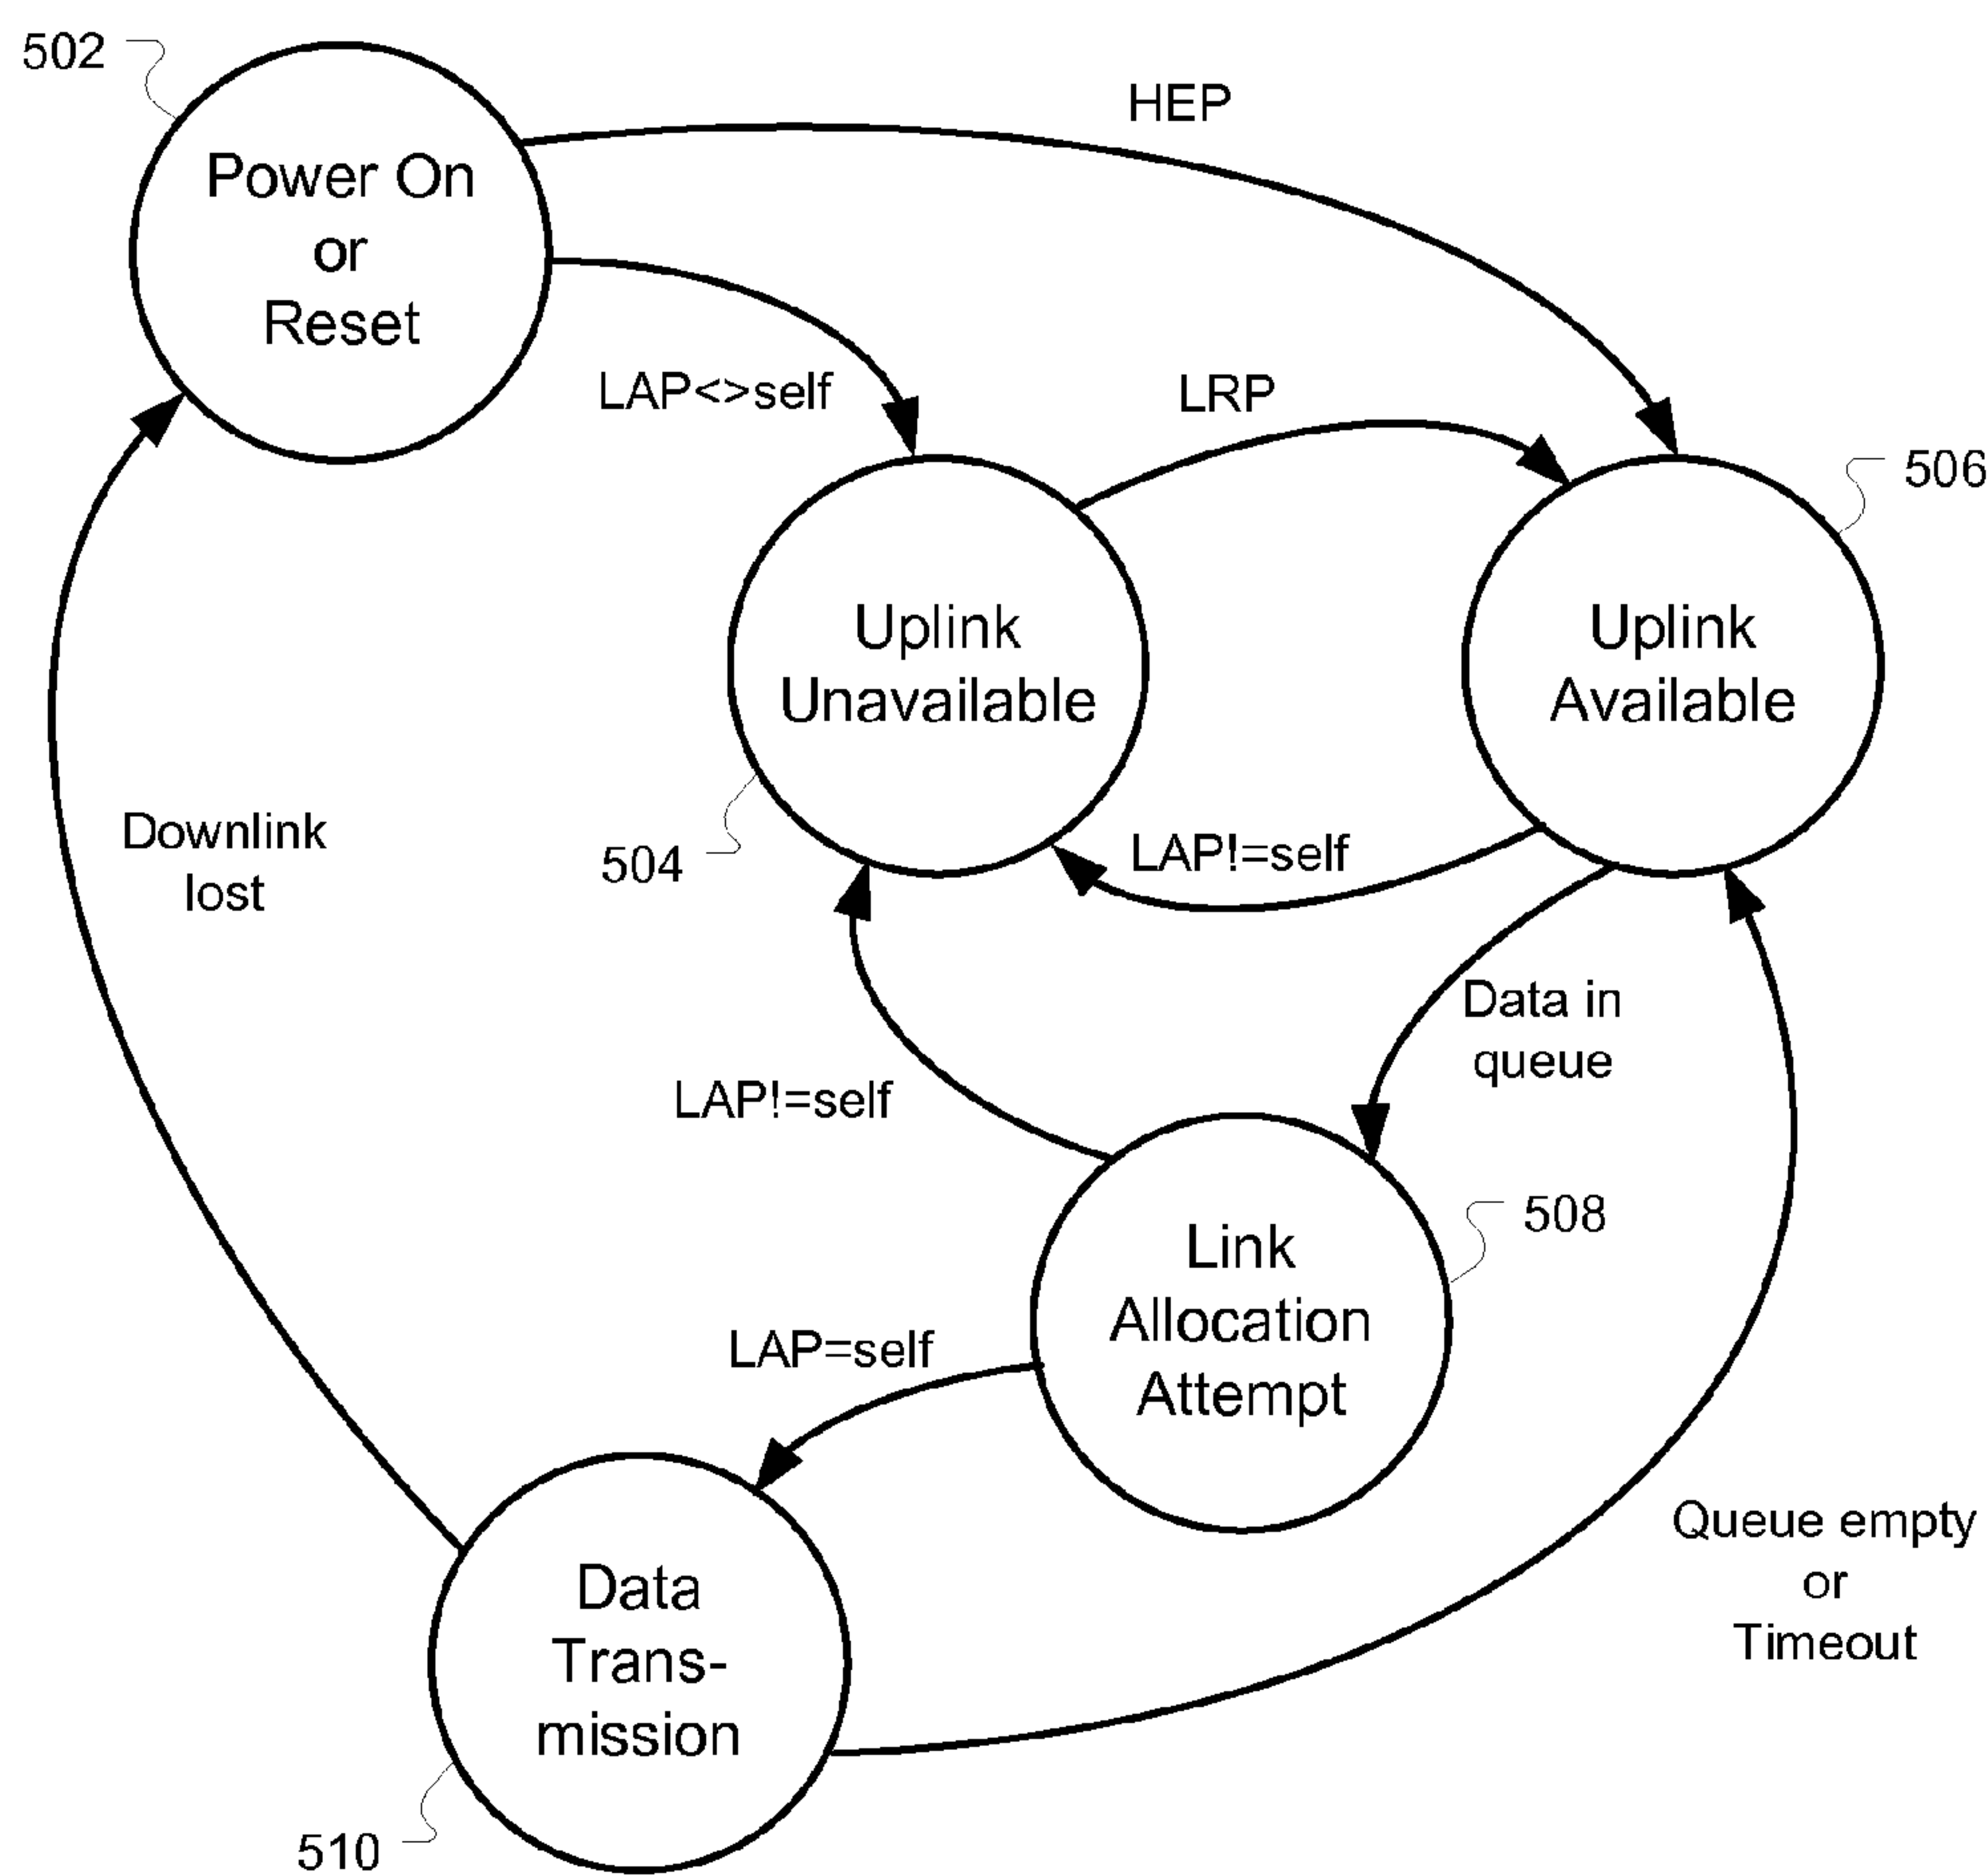 502
HEP
Power On
or
Reset
LAP<>self
LRP
506
Uplink
Unavailable
Uplink
Available
Downlink
lost
504
LAP!=self
Data in
queue
LAP!=self
508
Link
Allocation
Attempt
LAP=self
Queue empty
or
Timeout
Data
Trans-
mission
510